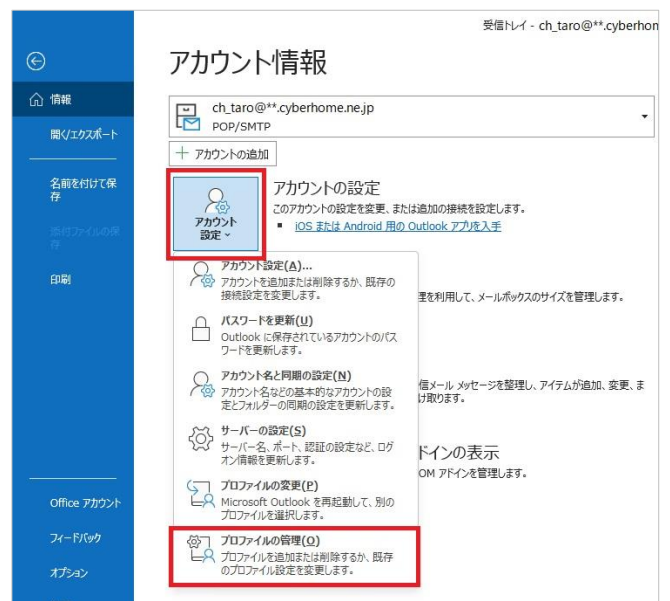 受信トレイ - ch_taro@**.cyberhon
アカウント情報
情報
開く/エクスポート
名前を付けて保
存
添付ファイルの保
存
印刷
Office アカウント
フィードバック
オプション
ch_taro@**.cyberhome.ne.jp
POP/SMTP
アカウントの追加
アカウント
設定
アカウントの設定
このアカウントの設定を変更、または追加の接続を設定します。
iOS または Android 用の Outlook アプリを入手
アカウント設定(A)...
アカウントを追加または削除するか、既存の
接続設定を変更します。
パスワードを更新(U)
Outlook に保存されているアカウントのパス
ワードを更新します。
アカウント名と同期の設定(N)
アカウント名などの基本的なアカウントの設
定とフォルダーの同期の設定を更新します。
サーバーの設定(S)
サーバー名、ポート、認証の設定など、ログ
オン情報を更新します。
プロファイルの変更(P)
Microsoft Outlook を再起動して、別の
プロファイルを選択します。
プロファイルの管理(O)
プロファイルを追加または削除するか、既存
のプロファイル設定を変更します。
理を利用して、メールボックスのサイズを管理します。
信メール メッセージを整理し、アイテムが追加、変更、ま
け取ります。
ドインの表示
OM アドインを管理します。